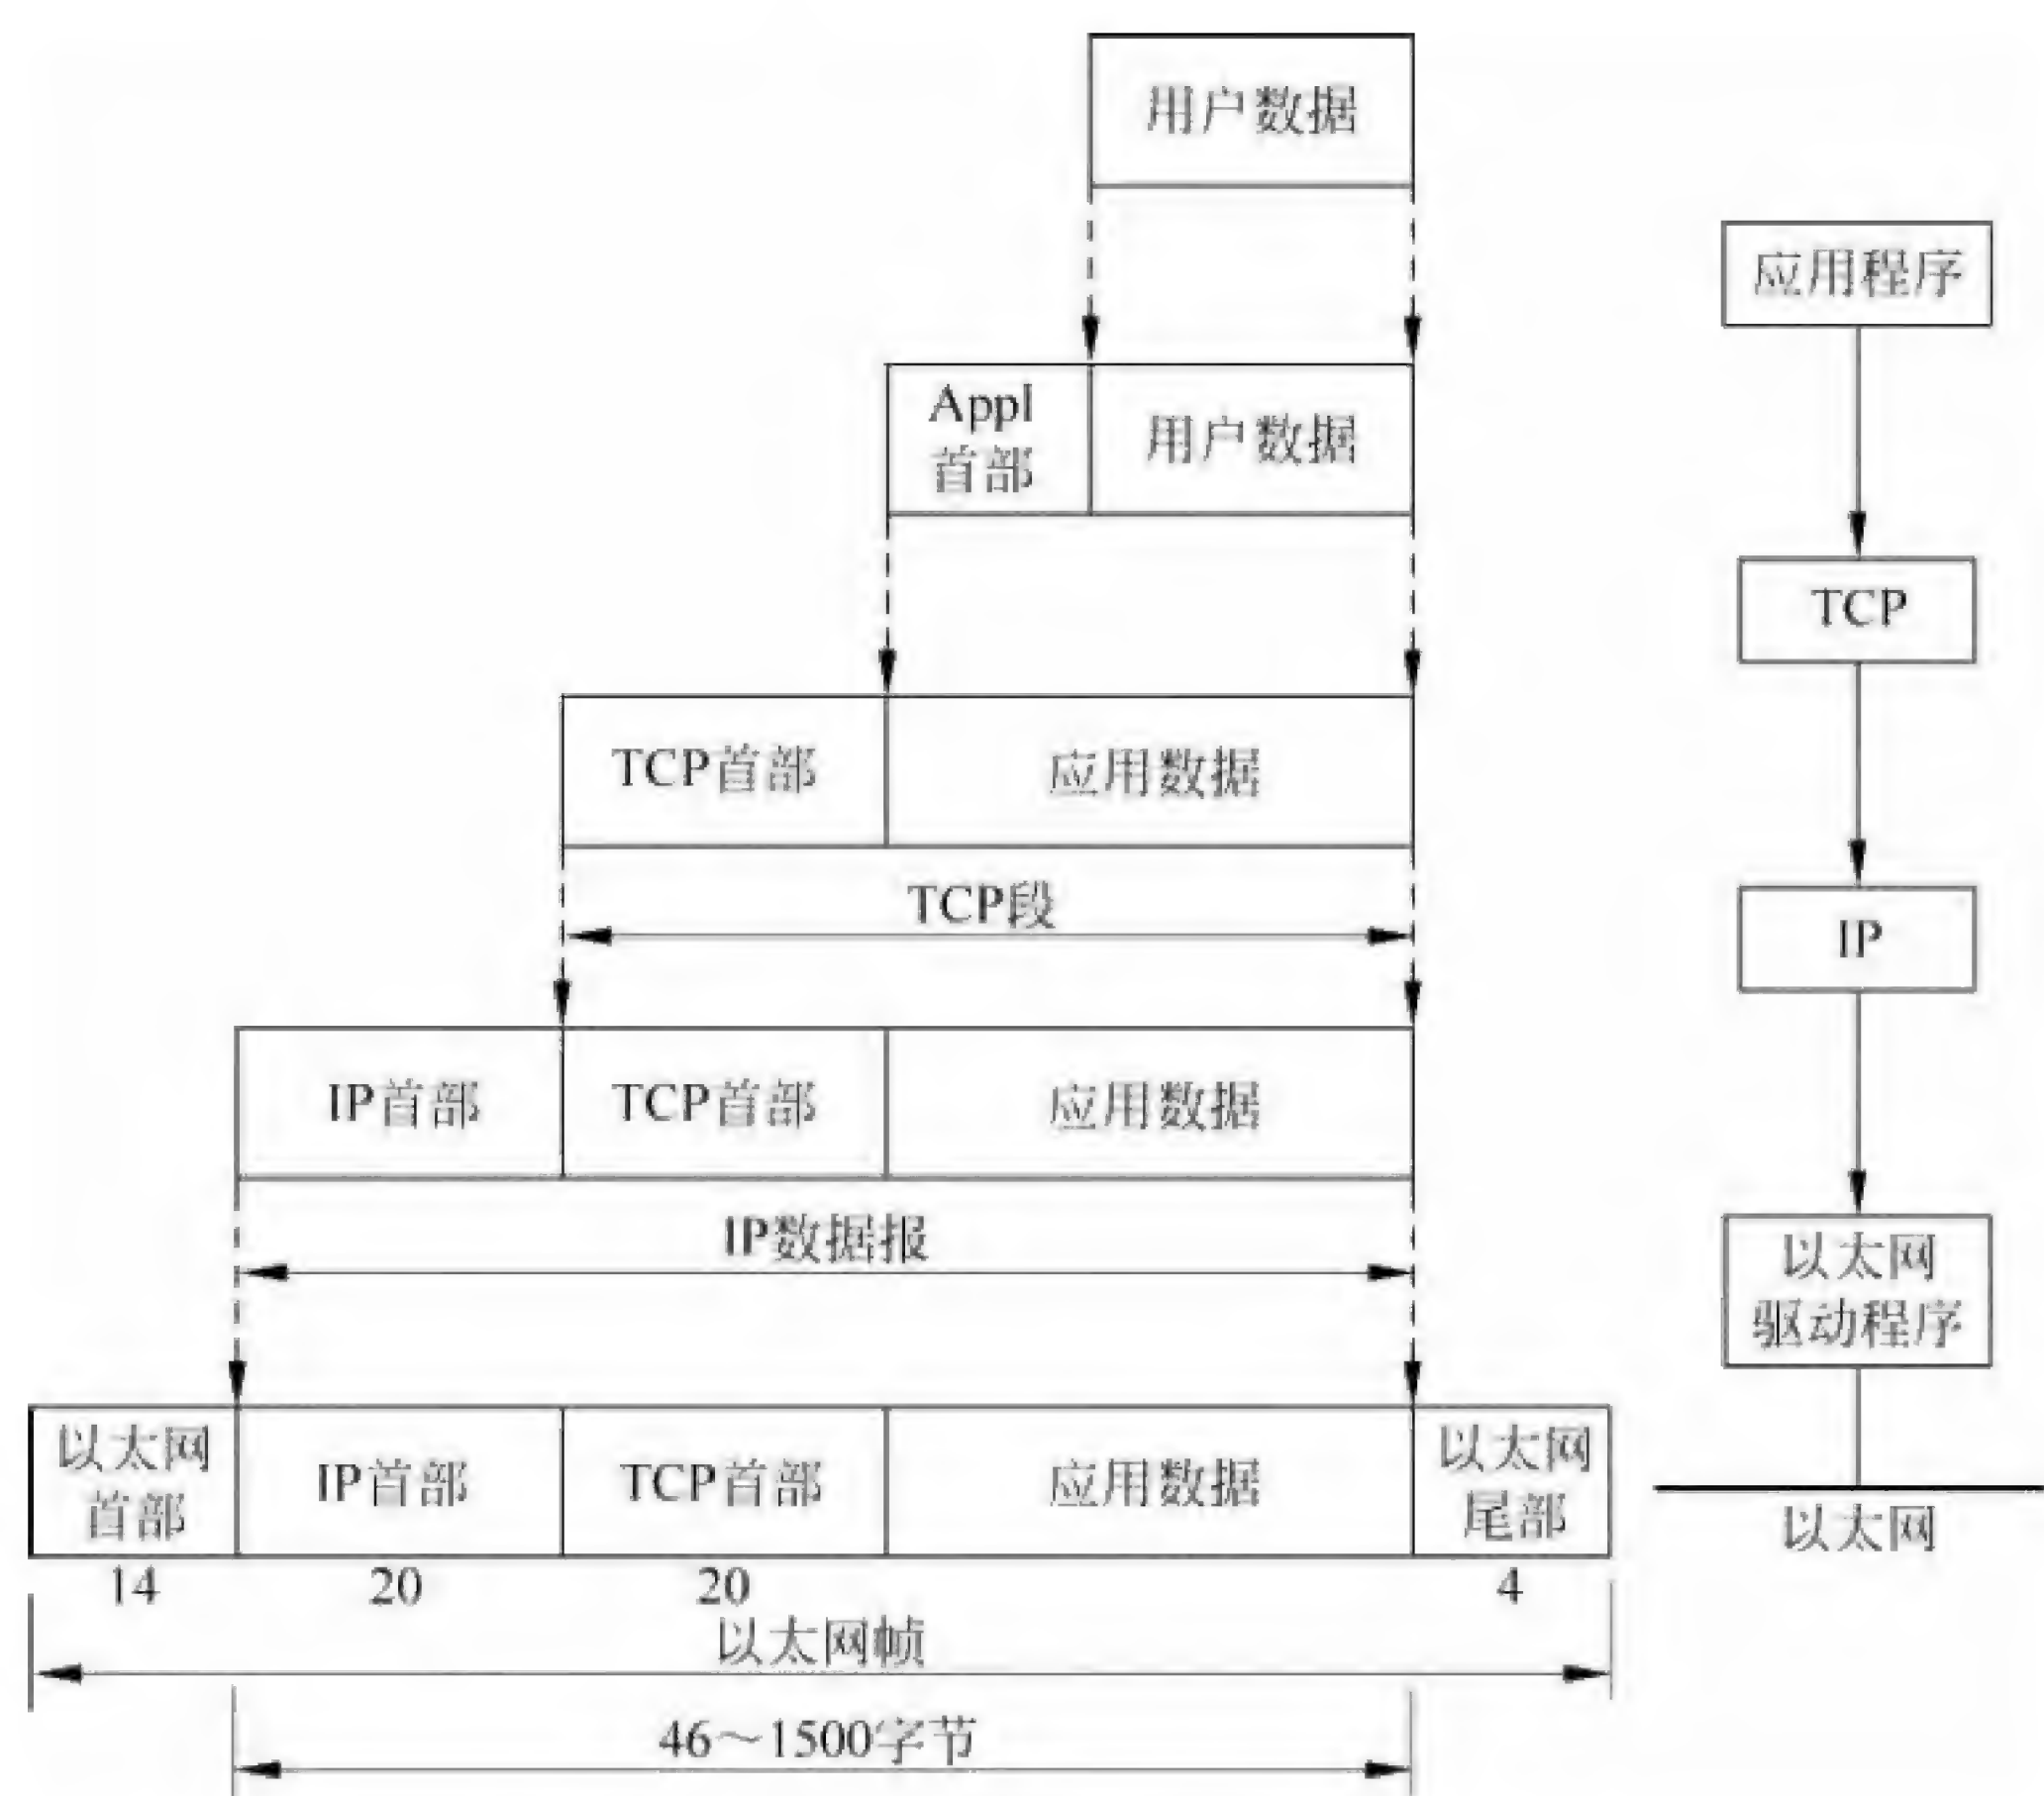 用户数据
应用程序
Appl
首部
用户数据
TCP
TCP首部
应用数据
TCP段
IP
IP首部
TCP首部
应用数据
IP数据报
以太网
驱动程序
以太网
首部
IP首部
TCP首部
应用数据
以太网
尾部
以太网
14
20
20
4
以太网帧
46～1500字节